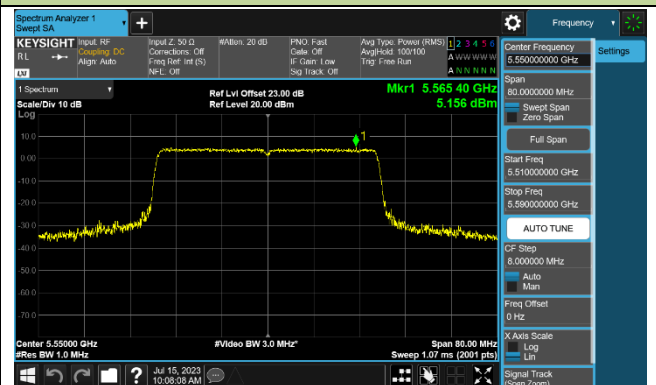 Spectrum Analyzer 1
Swept SA
Frequency
KEYSIGHT
RL
LXI
Input: RF
Coupling: DC
Align: Auto
Input Z: 50 Ω
Corrections: Off
Freq Ref: Int (S)
NFE: Off
#Atten: 20 dB
PNO: Fast
Gate: Off
IF Gain: Low
Sig Track: Off
Avg Type: Power (RMS)
Avg|Hold: 100/100
Trig: Free Run
1 2 3 4 5 6
A W W W W W
A N N N N N
1 Spectrum
Scale/Div 10 dB
Log
Ref Lvl Offset 23.00 dB
Ref Level 20.00 dBm
Mkr1 5.565 40 GHz
5.156 dBm
1
10.0
0.00
-10.0
-20.0
-30.0
-40.0
-50.0
-60.0
-70.0
Center 5.55000 GHz
#Res BW 1.0 MHz
#Video BW 3.0 MHz*
Span 80.00 MHz
Sweep 1.07 ms (2001 pts)
Center Frequency
5.550000000 GHz
Settings
Span
80.0000000 MHz
Swept Span
Zero Span
Full Span
Start Freq
5.510000000 GHz
Stop Freq
5.590000000 GHz
AUTO TUNE
CF Step
8.000000 MHz
Auto
Man
Freq Offset
0 Hz
X Axis Scale
Log
Lin
Signal Track
(Span Zoom)
?
Jul 15, 2023
10:08:08 AM